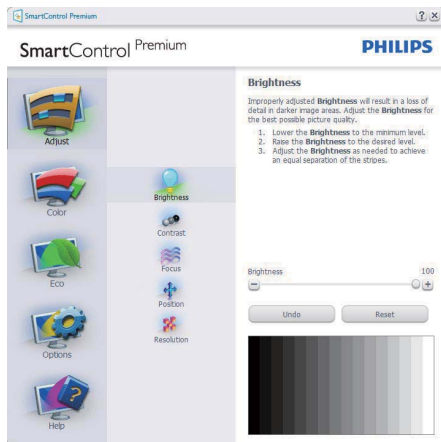 SmartControl Premium
? x
SmartControl Premium
PHILIPS
Adjust
Color
Eco
Options
Help
Brightness
Contrast
Focus
Position
Resolution
Brightness
Improperly adjusted Brightness will result in a loss of
detail in darker image areas. Adjust the Brightness for
the best possible picture quality.
1. Lower the Brightness to the minimum level.
2. Raise the Brightness to the desired level.
3. Adjust the Brightness as needed to achieve
an equal separation of the stripes.
Brightness 100
Undo Reset